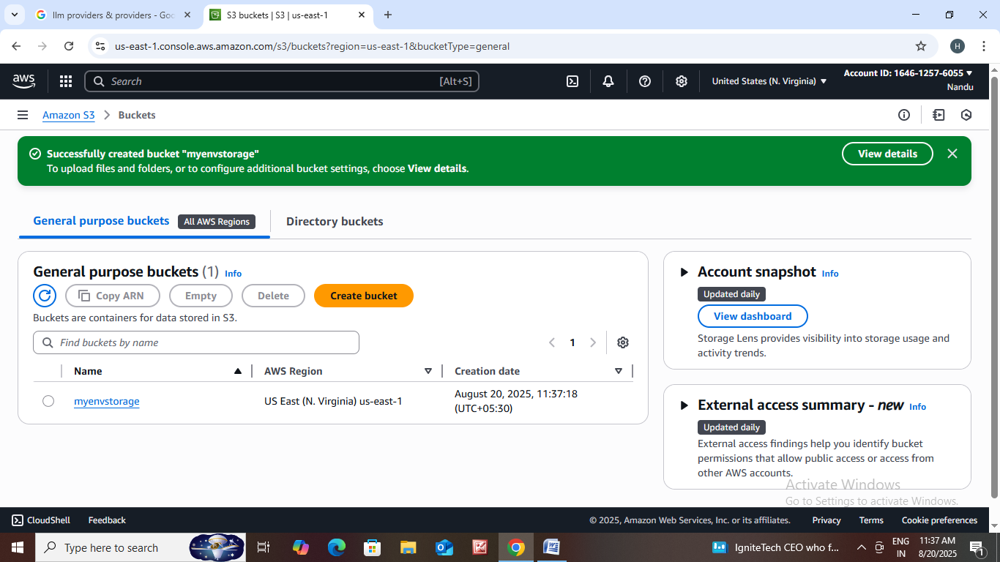 llm providers & providers - Goo
S3 buckets | S3 | us-east-1
us-east-1.console.aws.amazon.com/s3/buckets?region=us-east-1&bucketType=general
H
aws
Search
[Alt+S]
United States (N. Virginia)
Account ID: 1646-1257-6055
Nandu
Amazon S3
Buckets
Successfully created bucket "myenvstorage"
To upload files and folders, or to configure additional bucket settings, choose View details.
View details
General purpose buckets
All AWS Regions
Directory buckets
General purpose buckets (1) Info
Copy ARN
Empty
Delete
Create bucket
Buckets are containers for data stored in S3.
Find buckets by name
1
Name
AWS Region
Creation date
myenvstorage
US East (N. Virginia) us-east-1
August 20, 2025, 11:37:18
(UTC+05:30)
Account snapshot Info
Updated daily
View dashboard
Storage Lens provides visibility into storage usage and
activity trends.
External access summary - new Info
Updated daily
External access findings help you identify bucket
permissions that allow public access or access from
other AWS accounts.
Activate Windows
Go to Settings to activate Windows.
CloudShell
Feedback
© 2025, Amazon Web Services, Inc. or its affiliates.
Privacy
Terms
Cookie preferences
Type here to search
IgniteTech CEO who f...
ENG
IN
11:37 AM
8/20/2025
1